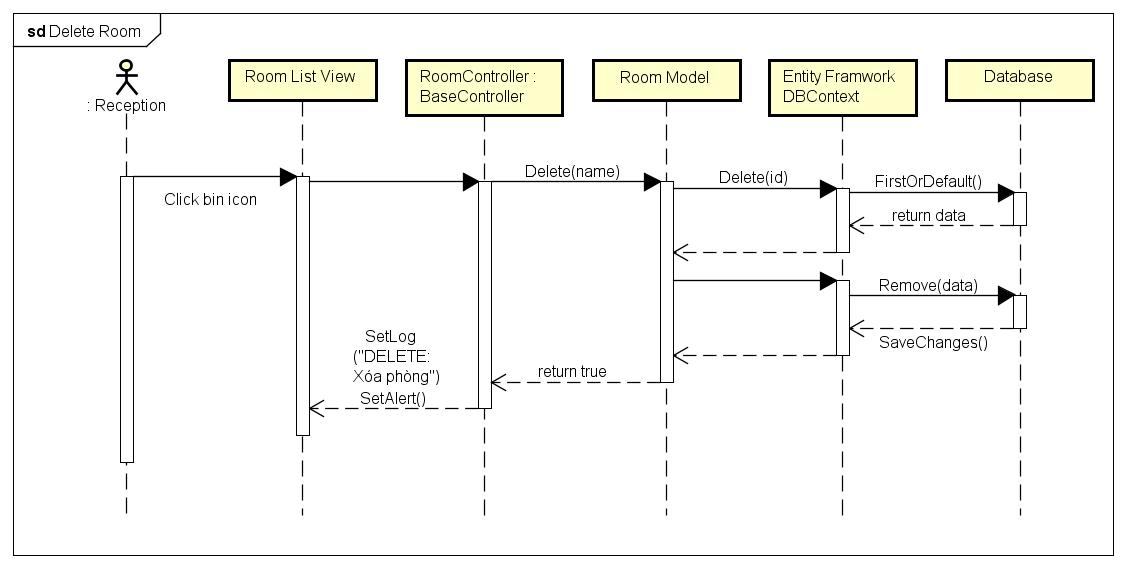 sd Delete Room
: Reception
Room List View
RoomController :
BaseController
Room Model
Entity Framwork
DBContext
Database
Click bin icon
Delete(name)
Delete(id)
FirstOrDefault()
return data
Remove(data)
SaveChanges()
return true
SetLog
("DELETE:
Xóa phòng")
SetAlert()